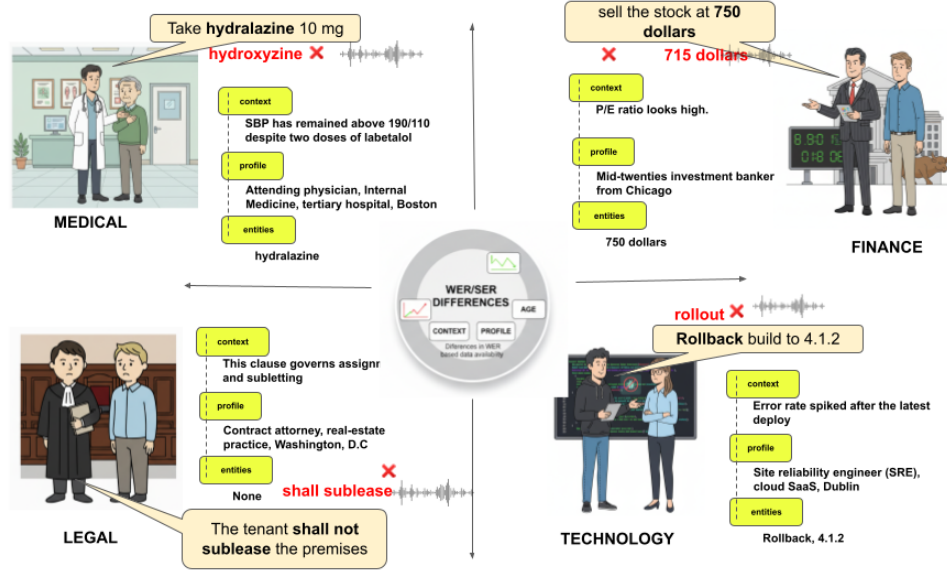 Take hydralazine 10 mg
hydroxyzine
context
SBP has remained above 190/110
despite two doses of labetalol
profile
Attending physician, Internal
Medicine, tertiary hospital, Boston
entities
hydralazine
MEDICAL
sell the stock at 750
dollars
715 dollars
context
P/E ratio looks high.
profile
Mid-twenties investment banker
from Chicago
entities
750 dollars
FINANCE
WER/SER
DIFFERENCES
AGE
CONTEXT
PROFILE
Differences in WER
based data availability
context
This clause governs assignr
and subletting
profile
Contract attorney, real-estate
practice, Washington, D.C
entities
None
shall sublease
The tenant shall not
sublease the premises
LEGAL
rollout
Rollback build to 4.1.2
context
Error rate spiked after the latest
deploy
profile
Site reliability engineer (SRE),
cloud SaaS, Dublin
entities
Rollback, 4.1.2
TECHNOLOGY